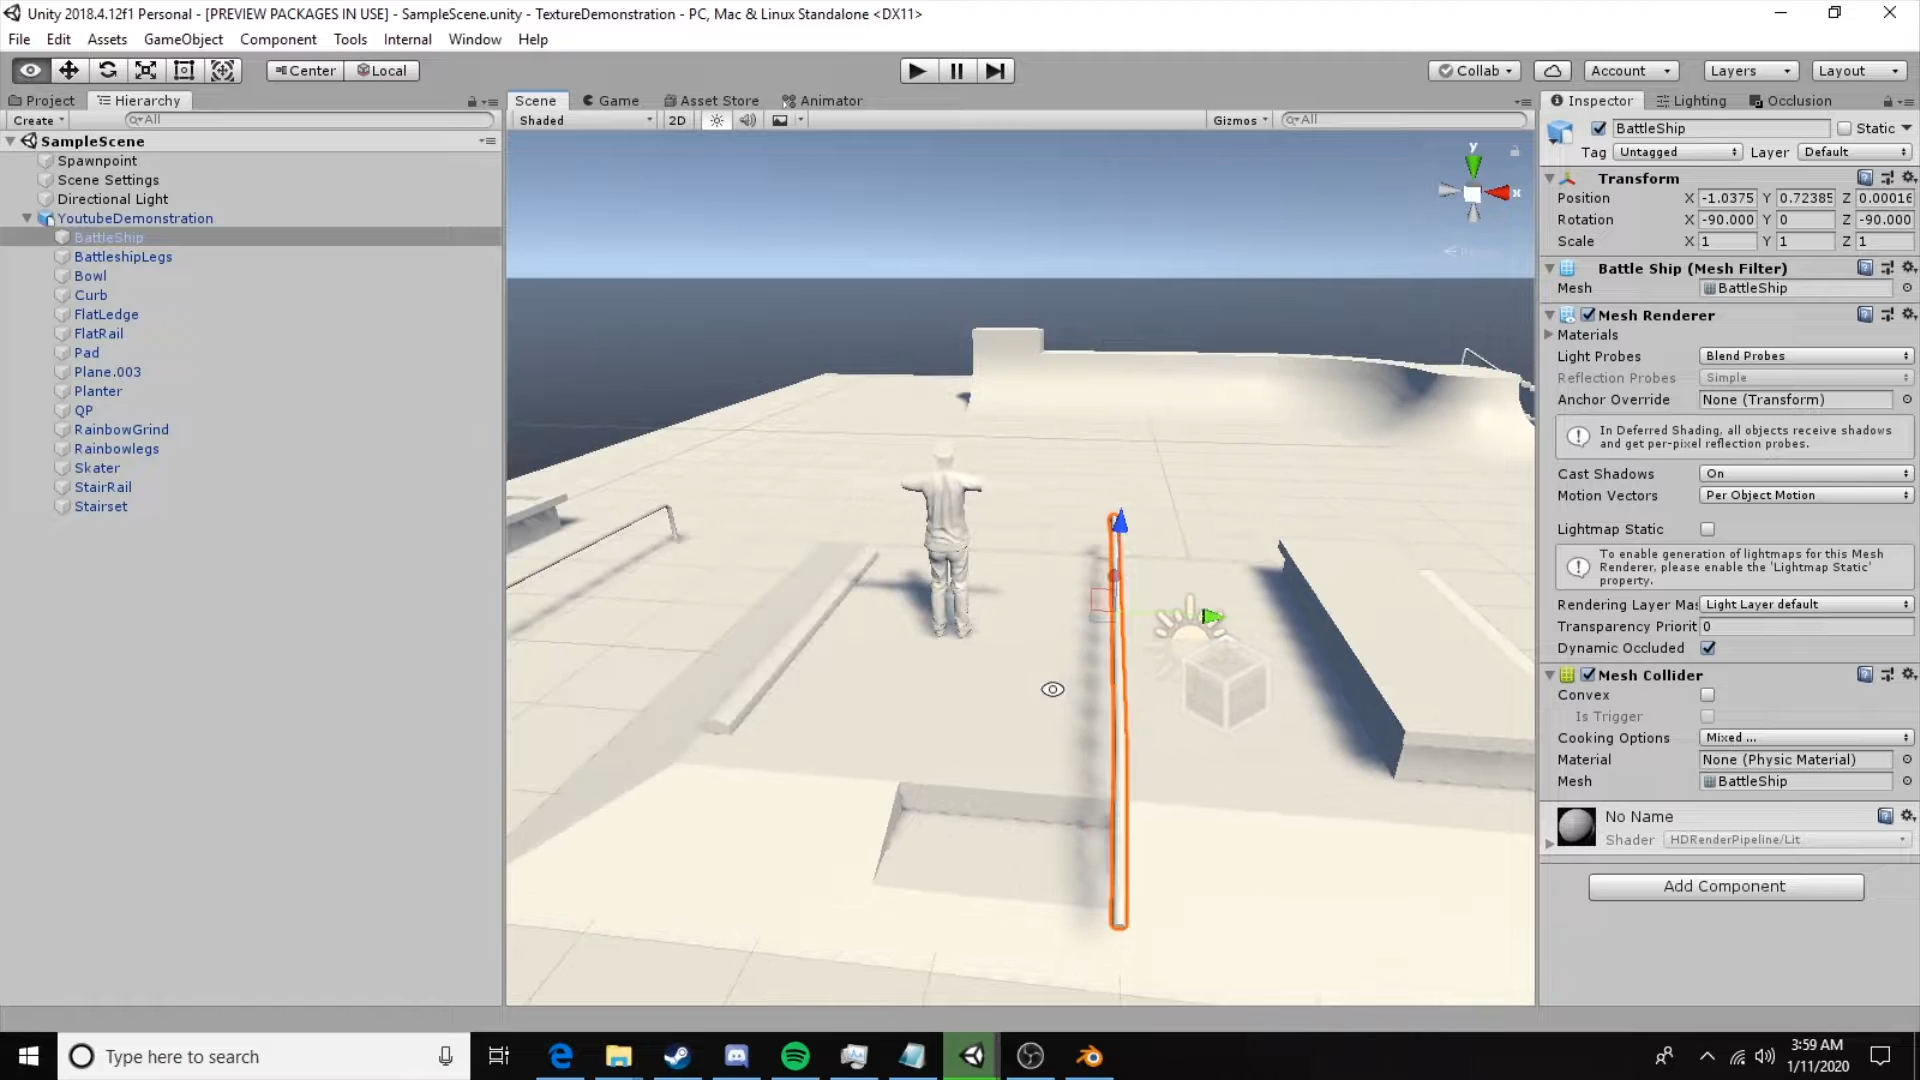 Unity 2018.4.12f1 Personal - [PREVIEW PACKAGES IN USE] - SampleScene.unity - TextureDemonstration - PC, Mac & Linux Standalone <DX11>
File Edit Assets GameObject Component Tools Internal Window Help
Center Local
Collab Account Layers Layout
Project Hierarchy
Create All
SampleScene
Spawnpoint
Scene Settings
Directional Light
YoutubeDemonstration
BattleShip
BattleshipLegs
Bowl
Curb
FlatLedge
FlatRail
Pad
Plane.003
Planter
QP
RainbowGrind
Rainbowlegs
Skater
StairRail
Stairset
Scene Game Asset Store Animator
Shaded 2D Gizmos All
y
x
Inspector Lighting Occlusion
BattleShip Static
Tag Untagged Layer Default
Transform
Position X -1.0375 Y 0.72385 Z 0.00016
Rotation X -90.000 Y 0 Z -90.000
Scale X 1 Y 1 Z 1
Battle Ship (Mesh Filter)
Mesh BattleShip
Mesh Renderer
Materials
Light Probes Blend Probes
Reflection Probes Simple
Anchor Override None (Transform)
In Deferred Shading, all objects receive shadows
and get per-pixel reflection probes.
Cast Shadows On
Motion Vectors Per Object Motion
Lightmap Static
To enable generation of lightmaps for this Mesh
Renderer, please enable the 'Lightmap Static'
property.
Rendering Layer Mas Light Layer default
Transparency Priorit 0
Dynamic Occluded
Mesh Collider
Convex
Is Trigger
Cooking Options Mixed ...
Material None (Physic Material)
Mesh BattleShip
No Name
Shader HDRenderPipeline/Lit
Add Component
Type here to search
3:59 AM
1/11/2020